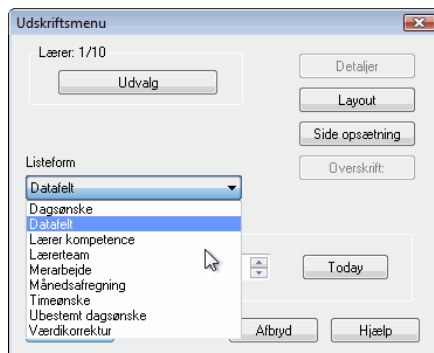 Udskriftsmenu
Lærer: 1/10
Udvalg
Detaljer
Layout
Side opsætning
Overskrift:
Listeform
Datafelt
Dagsønske
Datafelt
Lærer kompetence
Lærerteam
Merarbejde
Månedsafregning
Timeønske
Ubestemt dagsønske
Værdikorrektur
Today
Afbryd
Hjælp